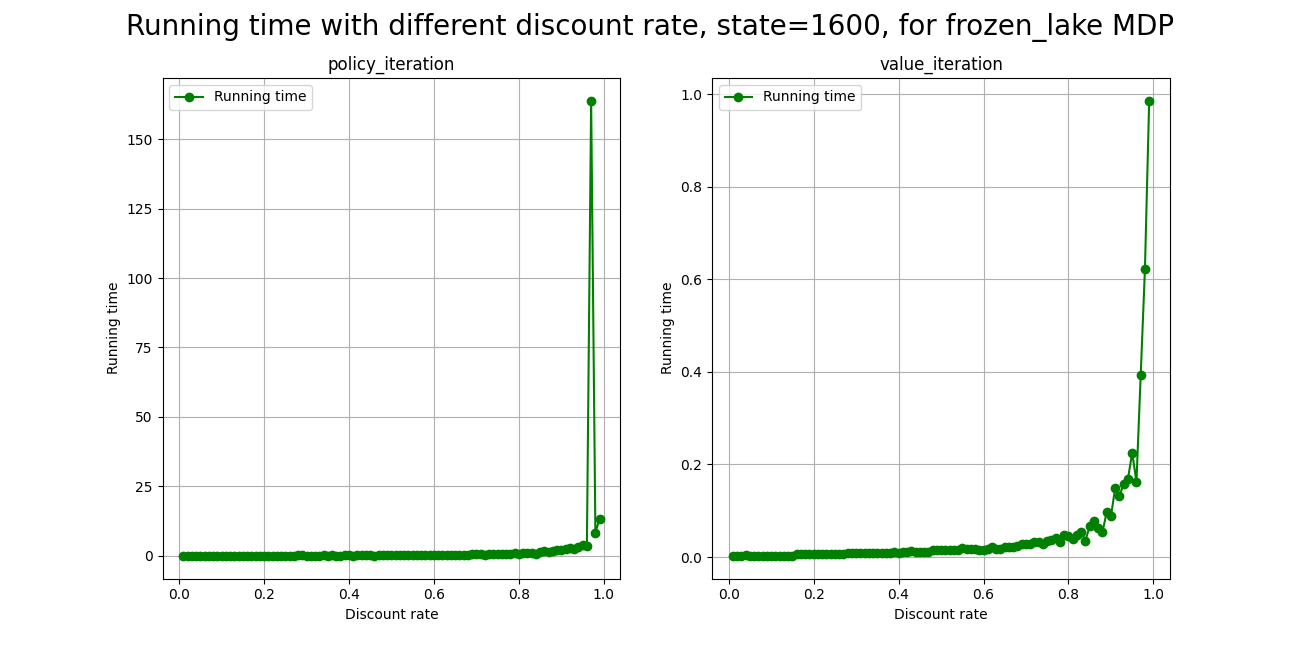 Running time with different discount rate, state=1600, for frozen_lake MDP
policy_iteration
Running time
150
125
100
75
50
25
0
Running time
0.0 0.2 0.4 0.6 0.8 1.0
Discount rate
value_iteration
Running time
1.0
0.8
0.6
0.4
0.2
0.0
Running time
0.0 0.2 0.4 0.6 0.8 1.0
Discount rate